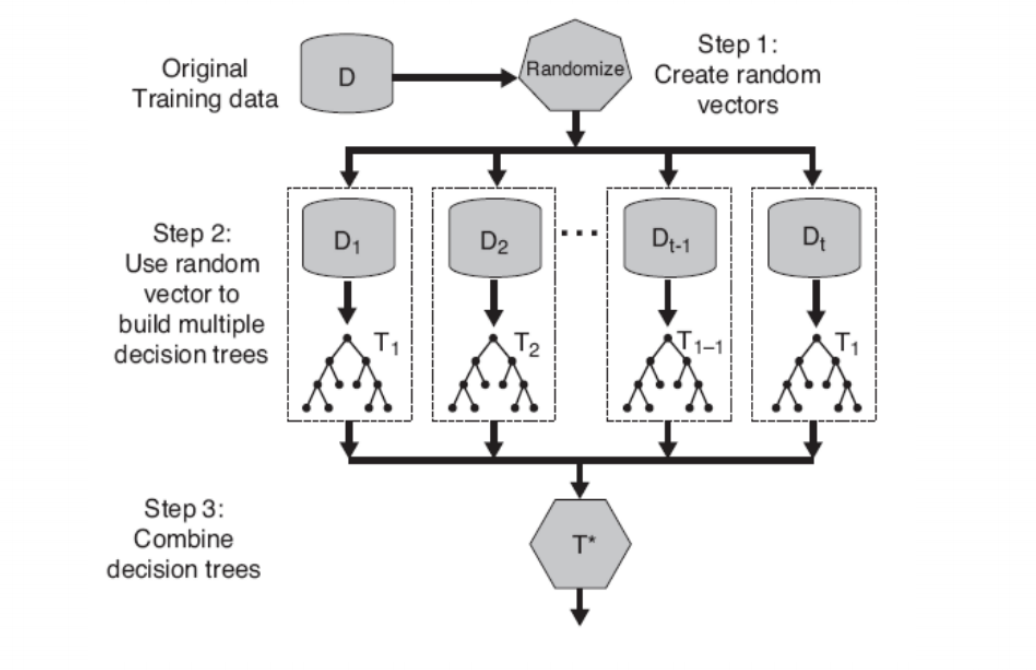 Original
Training data
D
Randomize
Step 1:
Create random
vectors
Step 2:
Use random
vector to
build multiple
decision trees
D1
D2
...
Dt-1
Dt
T1
T2
T1–1
T1
Step 3:
Combine
decision trees
T*